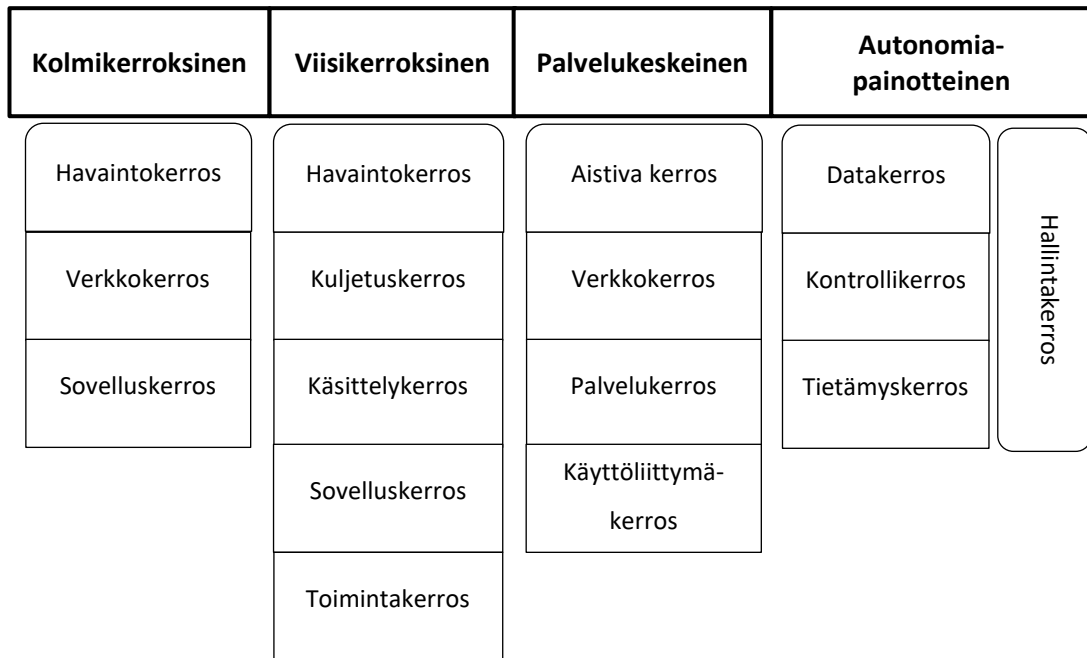 Kolmikerroksinen
Viisikerroksinen
Palvelukeskeinen
Autonomia-
painotteinen
Havaintokerros
Verkkokerros
Sovelluskerros
Havaintokerros
Kuljetuskerros
Käsittelykerros
Sovelluskerros
Toimintakerros
Aistiva kerros
Verkkokerros
Palvelukerros
Käyttöliittymä-
kerros
Datakerros
Kontrollikerros
Tietämyskerros
Hallintakerros